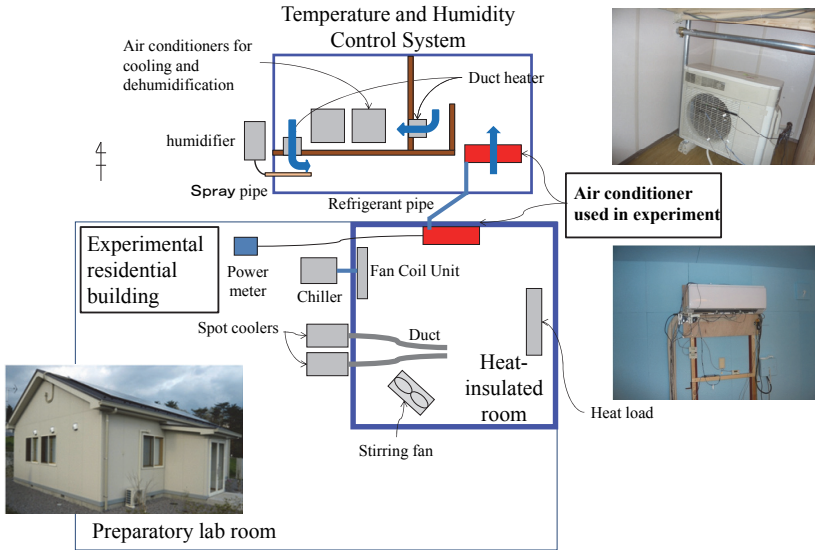 Temperature and Humidity
Control System
Air conditioners for
cooling and
dehumidification
Duct heater
humidifier
Spray pipe
Refrigerant pipe
Air conditioner
used in experiment
Experimental
residential
building
Power
meter
Chiller
Fan Coil Unit
Spot coolers
Duct
Heat-
insulated
room
Heat load
Stirring fan
Preparatory lab room